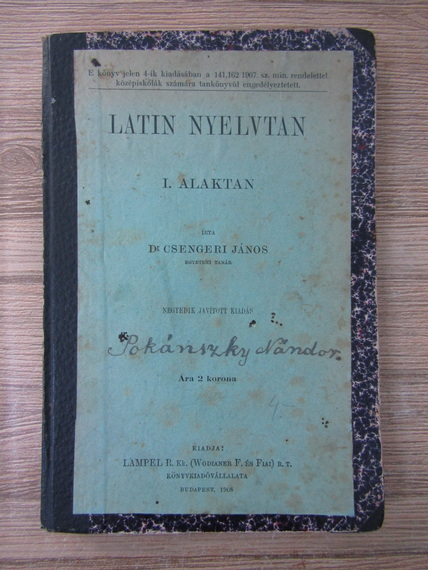 E könyv jelen 4-ik kiadásában a 141,162/1907. sz. min. rendelettel
középiskolák számára tankönyvül engedélyeztetett.
LATIN NYELVTAN
I. ALAKTAN
IRTA
Dr CSENGERI JÁNOS
EGYETEMI TANÁR
NEGYEDIK JAVÍTOTT KIADÁS
Pokánszky Nándor.
Ára 2 korona
4.–
KIADJA:
LAMPEL R. KK. (WODIANER F. ÉS FIAI) R. T.
KÖNYVKIADÓVÁLLALATA
BUDAPEST, 1908